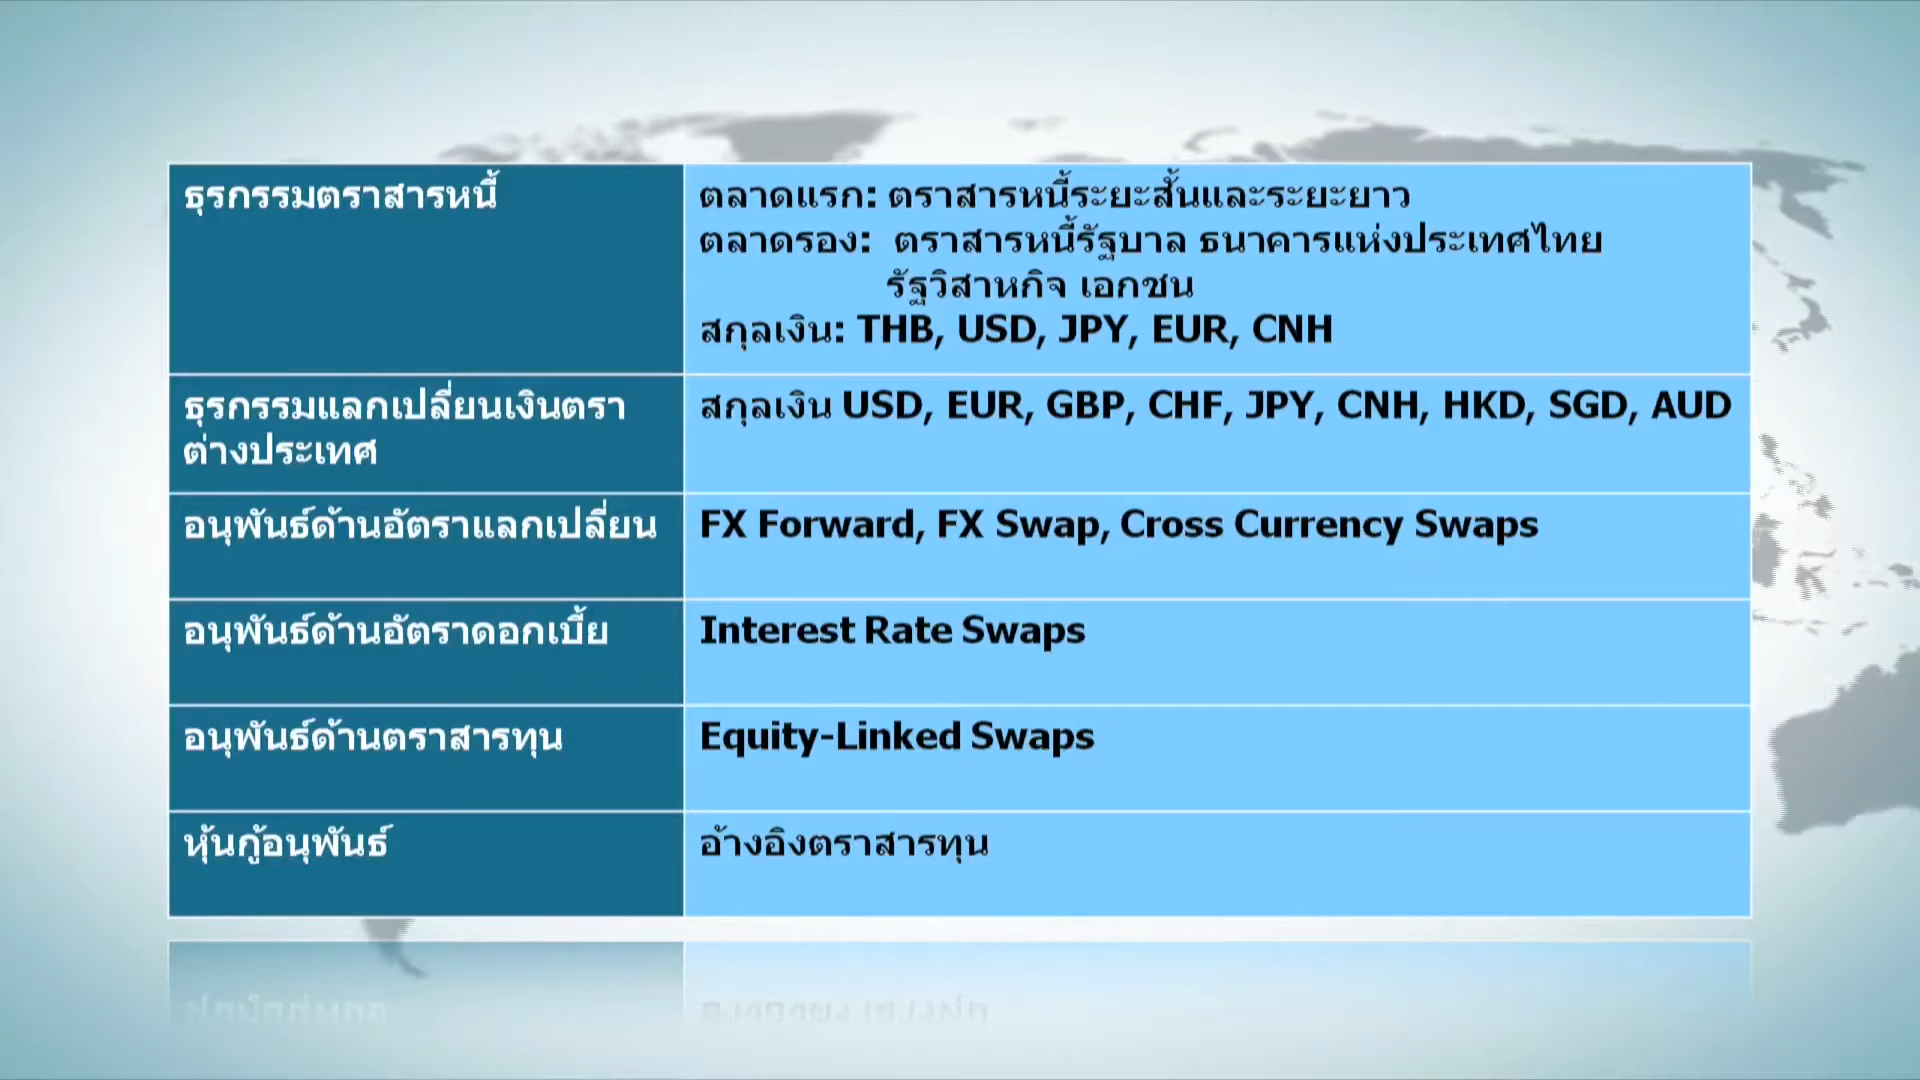 ธุรกรรมตราสารหนี้
ตลาดแรก: ตราสารหนี้ระยะสั้นและระยะยาว
ตลาดรอง: ตราสารหนี้รัฐบาล ธนาคารแห่งประเทศไทย
รัฐวิสาหกิจ เอกชน
สกุลเงิน: THB, USD, JPY, EUR, CNH
ธุรกรรมแลกเปลี่ยนเงินตรา
ต่างประเทศ
สกุลเงิน USD, EUR, GBP, CHF, JPY, CNH, HKD, SGD, AUD
อนุพันธ์ด้านอัตราแลกเปลี่ยน
FX Forward, FX Swap, Cross Currency Swaps
อนุพันธ์ด้านอัตราดอกเบี้ย
Interest Rate Swaps
อนุพันธ์ด้านตราสารทุน
Equity-Linked Swaps
หุ้นกู้อนุพันธ์
อ้างอิงตราสารทุน